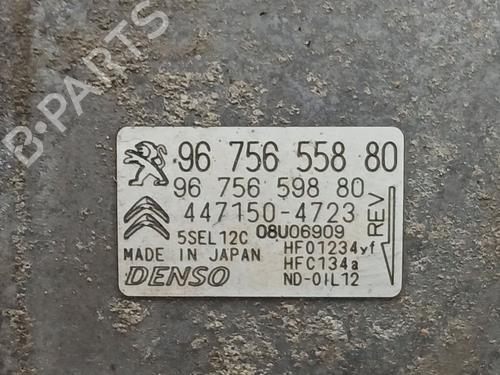 B-PARTS
96 756 558 80
96 756 598 80
447150-4723
5SEL12C 08U06909
MADE IN JAPAN HFO1234yf
DENSO HFC134a
ND-OIL12
REV